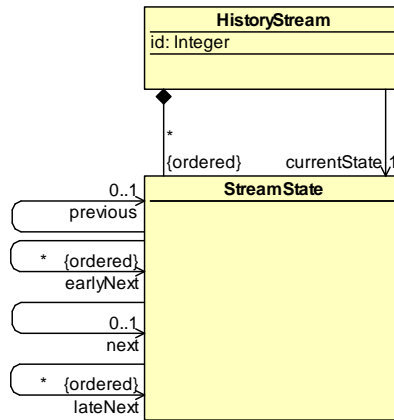 HistoryStream
id: Integer
*
{ordered}
currentState 1
StreamState
0..1
previous
* {ordered}
earlyNext
0..1
next
* {ordered}
lateNext